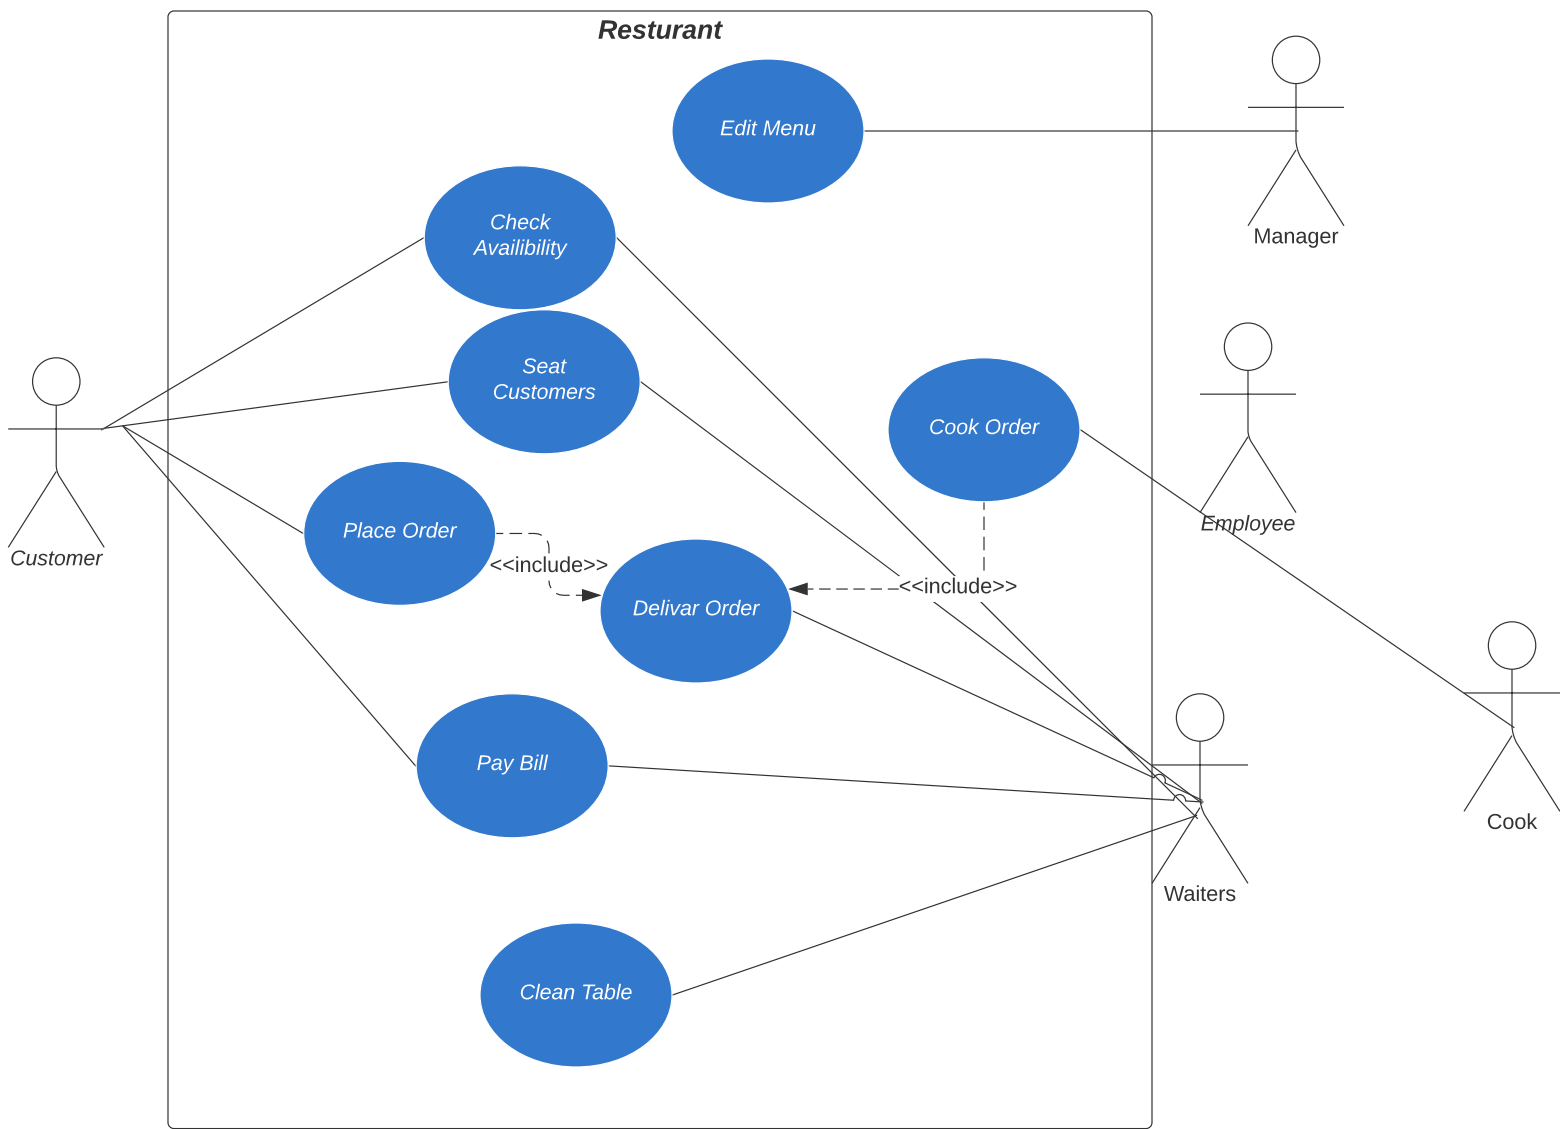 Resturant
Edit Menu
Manager
Check
Availibility
Seat
Customers
Cook Order
Customer
Place Order
Employee
<<include>>
<<include>>
Delivar Order
Pay Bill
Cook
Waiters
Clean Table